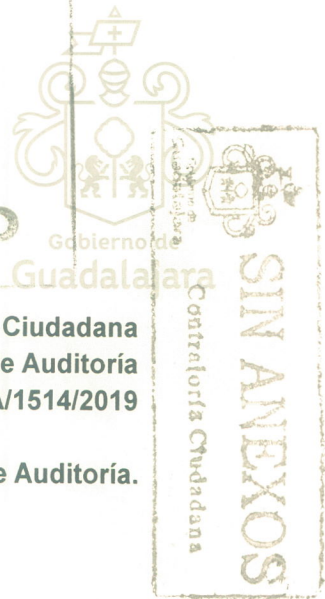 Gobierno de
Guadalajara
Ciudadana
e Auditoría
/1514/2019
e Auditoría.
SIN ANEXOS
Contraloría Ciudadana